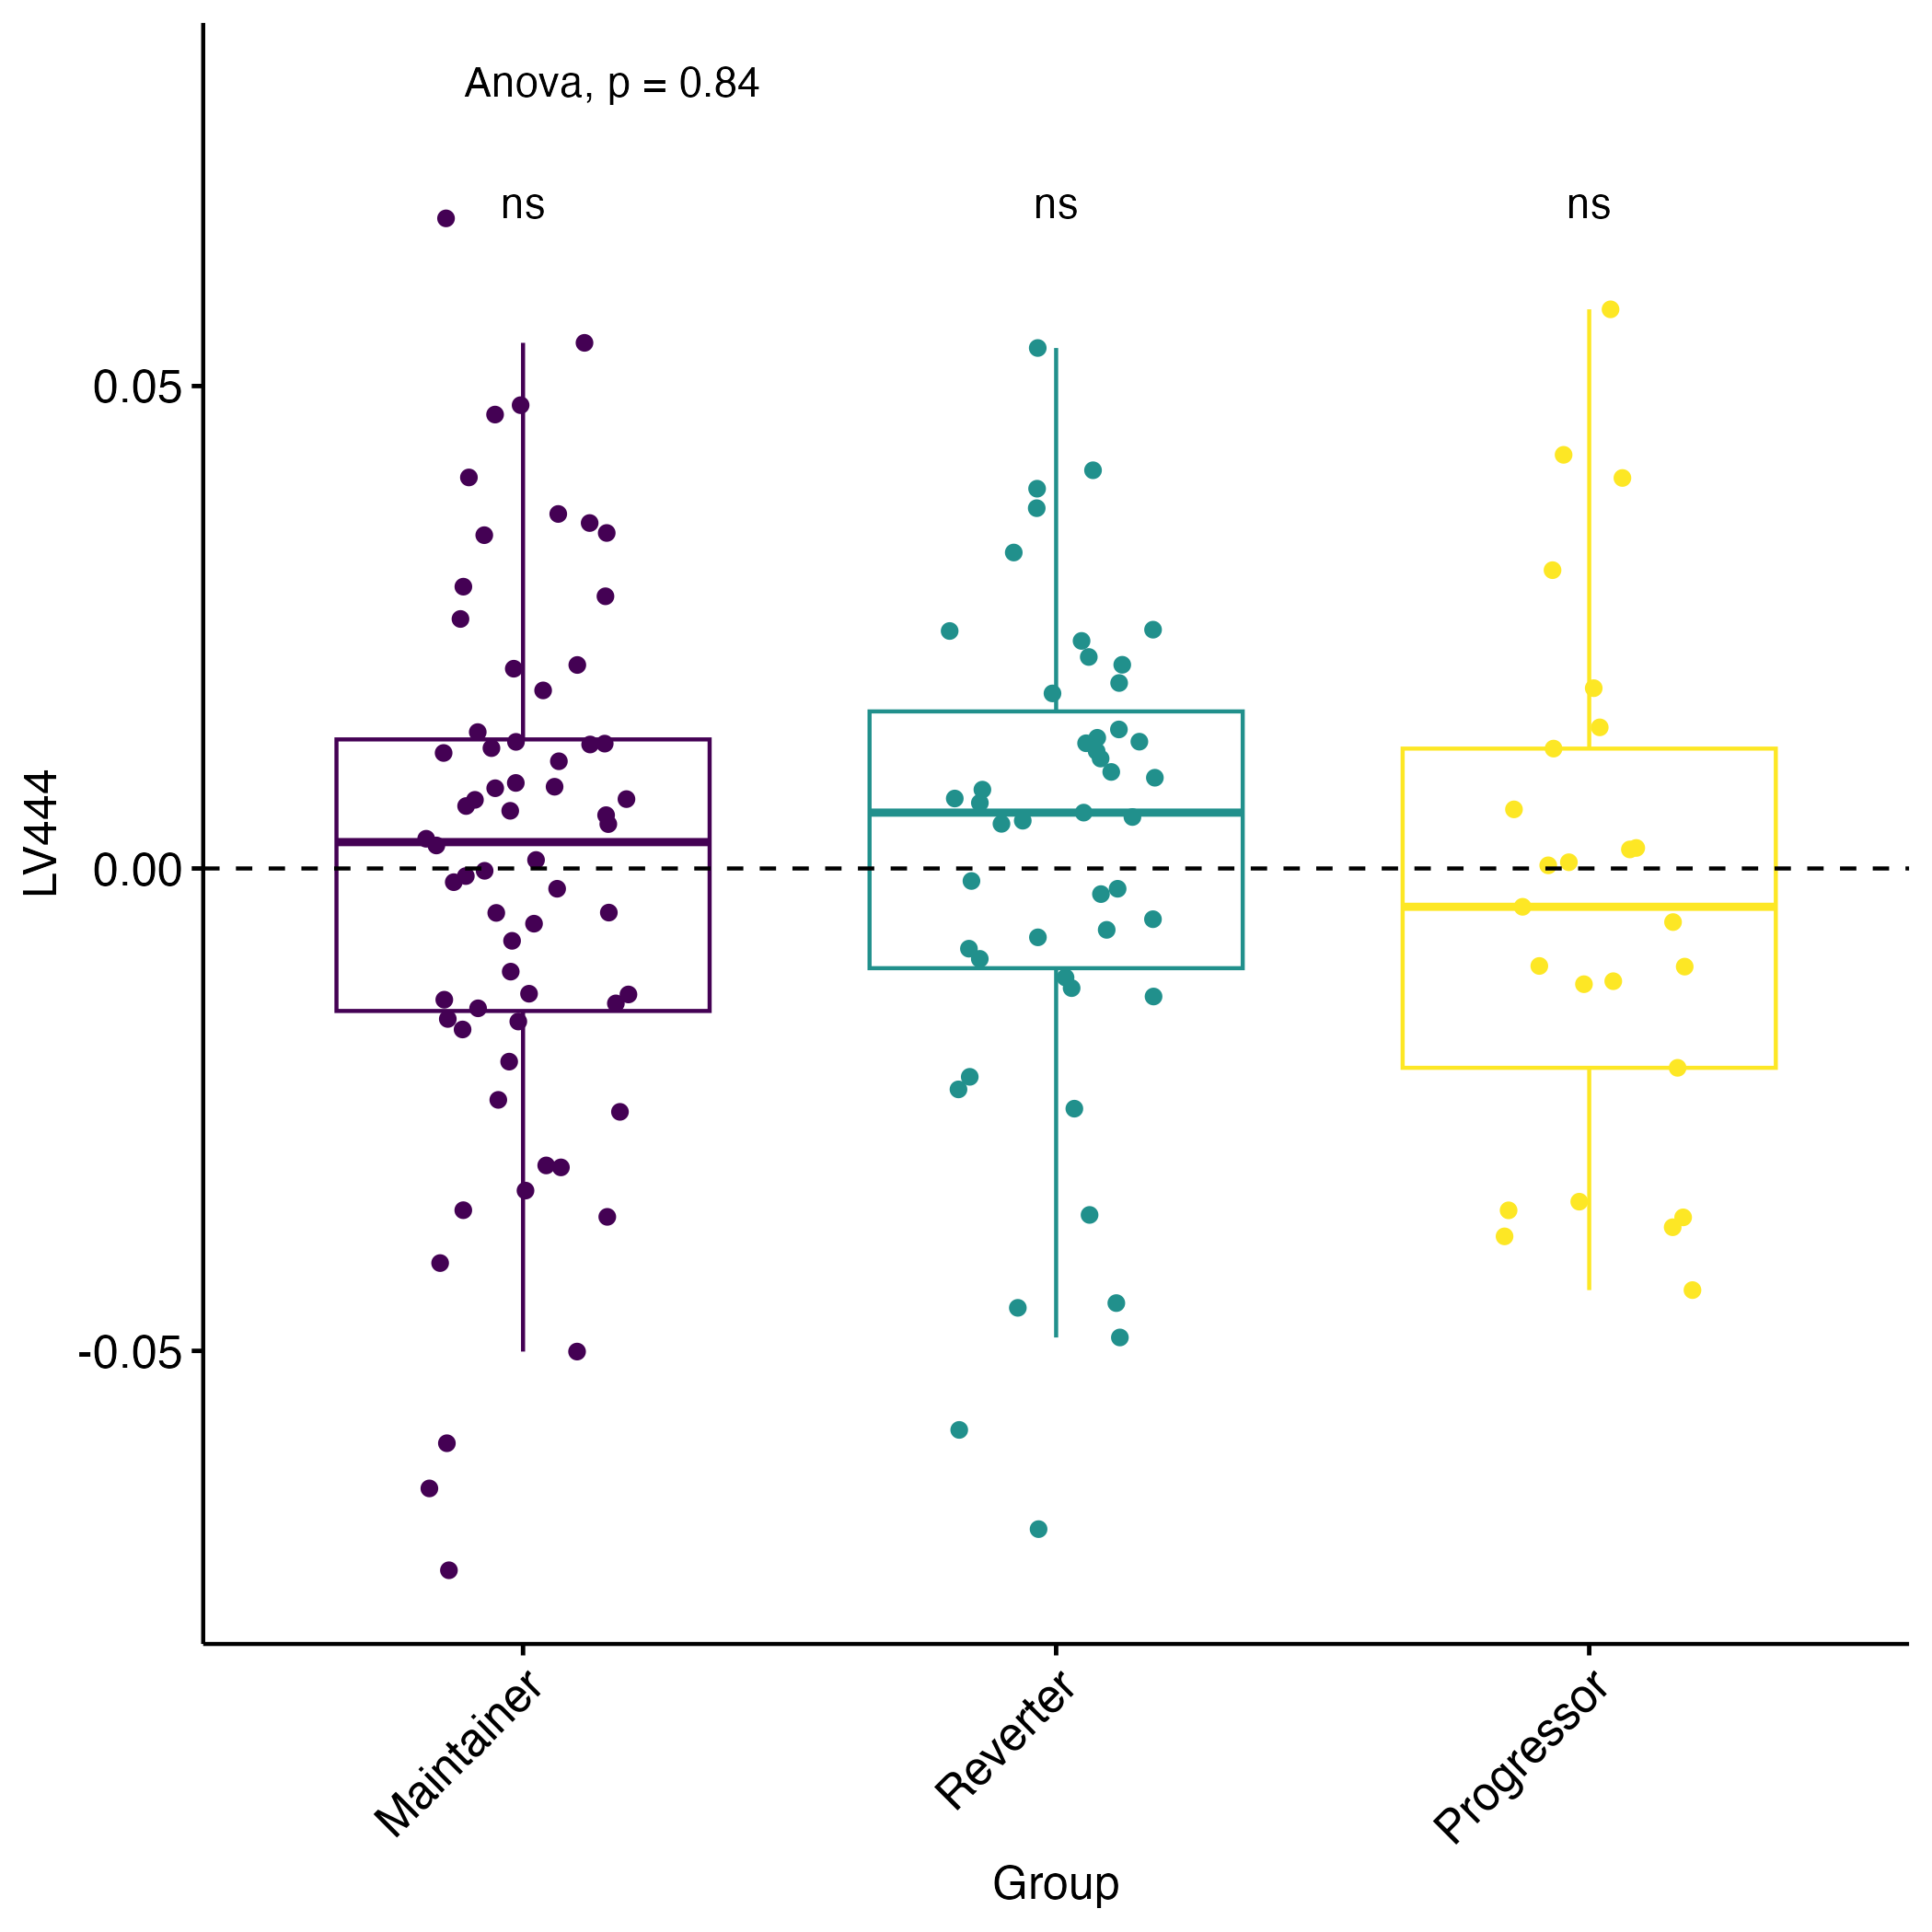 Anova, p = 0.84
ns ns ns
0.05
0.00
-0.05
LV444
Maintainer
Reverter
Progressor
Group